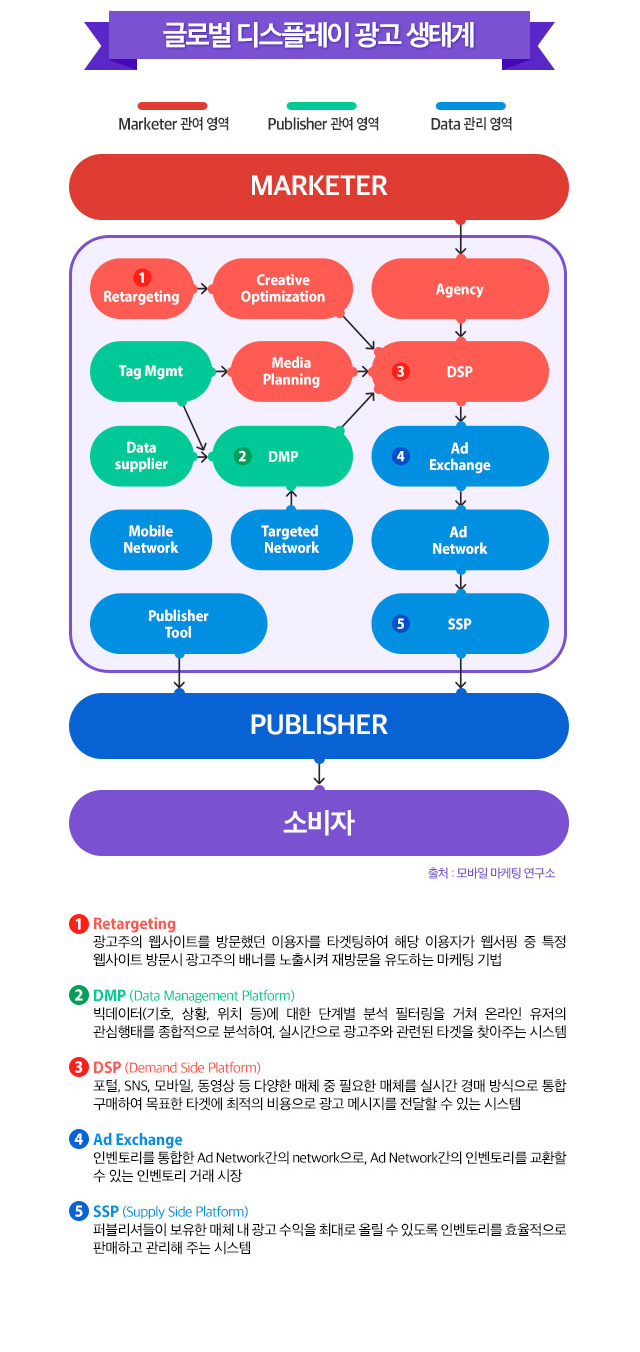 글로벌 디스플레이 광고 생태계
Marketer 관여 영역
Publisher 관여 영역
Data 관리 영역
MARKETER
1
Retargeting
Creative
Optimization
Agency
Tag Mgmt
Media
Planning
3 DSP
Data
supplier
2 DMP
4 Ad
Exchange
Mobile
Network
Targeted
Network
Ad
Network
Publisher
Tool
5 SSP
PUBLISHER
소비자
출처 : 모바일 마케팅 연구소
1 Retargeting
광고주의 웹사이트를 방문했던 이용자를 타겟팅하여 해당 이용자가 웹서핑 중 특정
웹사이트 방문시 광고주의 배너를 노출시켜 재방문을 유도하는 마케팅 기법
2 DMP (Data Management Platform)
빅데이터(기호, 상황, 위치 등)에 대한 단계별 분석 필터링을 거쳐 온라인 유저의
관심행태를 종합적으로 분석하여, 실시간으로 광고주와 관련된 타겟을 찾아주는 시스템
3 DSP (Demand Side Platform)
포털, SNS, 모바일, 동영상 등 다양한 매체 중 필요한 매체를 실시간 경매 방식으로 통합
구매하여 목표한 타겟에 최적의 비용으로 광고 메시지를 전달할 수 있는 시스템
4 Ad Exchange
인벤토리를 통합한 Ad Network간의 network으로, Ad Network간의 인벤토리를 교환할
수 있는 인벤토리 거래 시장
5 SSP (Supply Side Platform)
퍼블리셔들이 보유한 매체 내 광고 수익을 최대로 올릴 수 있도록 인벤토리를 효율적으로
판매하고 관리해 주는 시스템